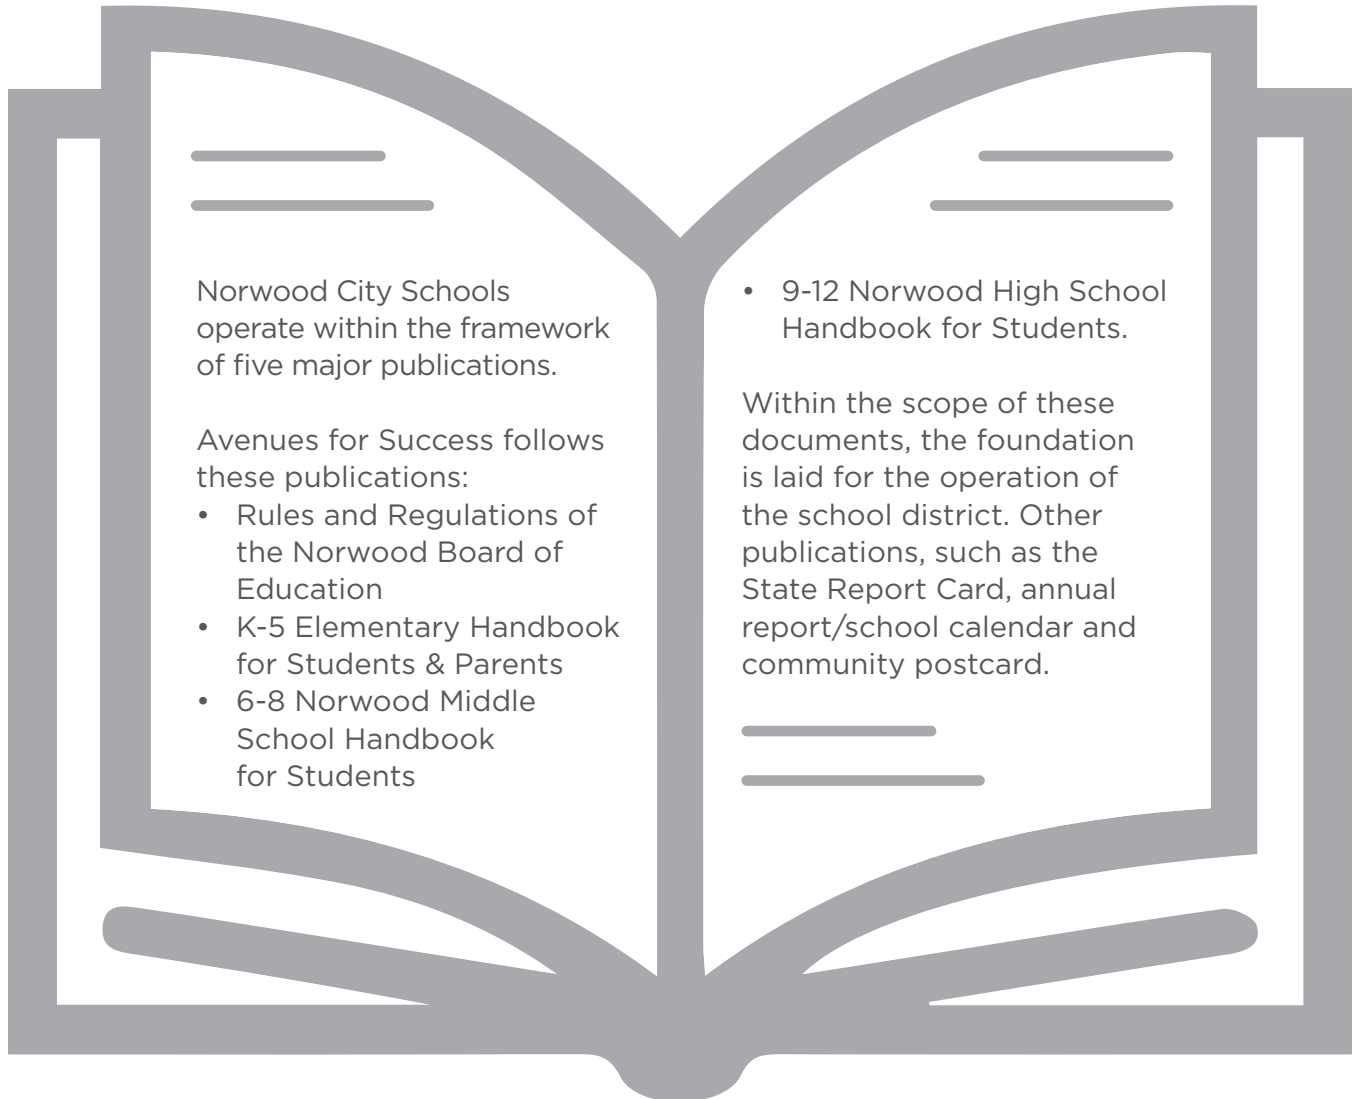 Norwood City Schools
operate within the framework
of five major publications.
Avenues for Success follows
these publications:
• Rules and Regulations of
the Norwood Board of
Education
• K-5 Elementary Handbook
for Students & Parents
• 6-8 Norwood Middle
School Handbook
for Students
• 9-12 Norwood High School
Handbook for Students.
Within the scope of these
documents, the foundation
is laid for the operation of
the school district. Other
publications, such as the
State Report Card, annual
report/school calendar and
community postcard.